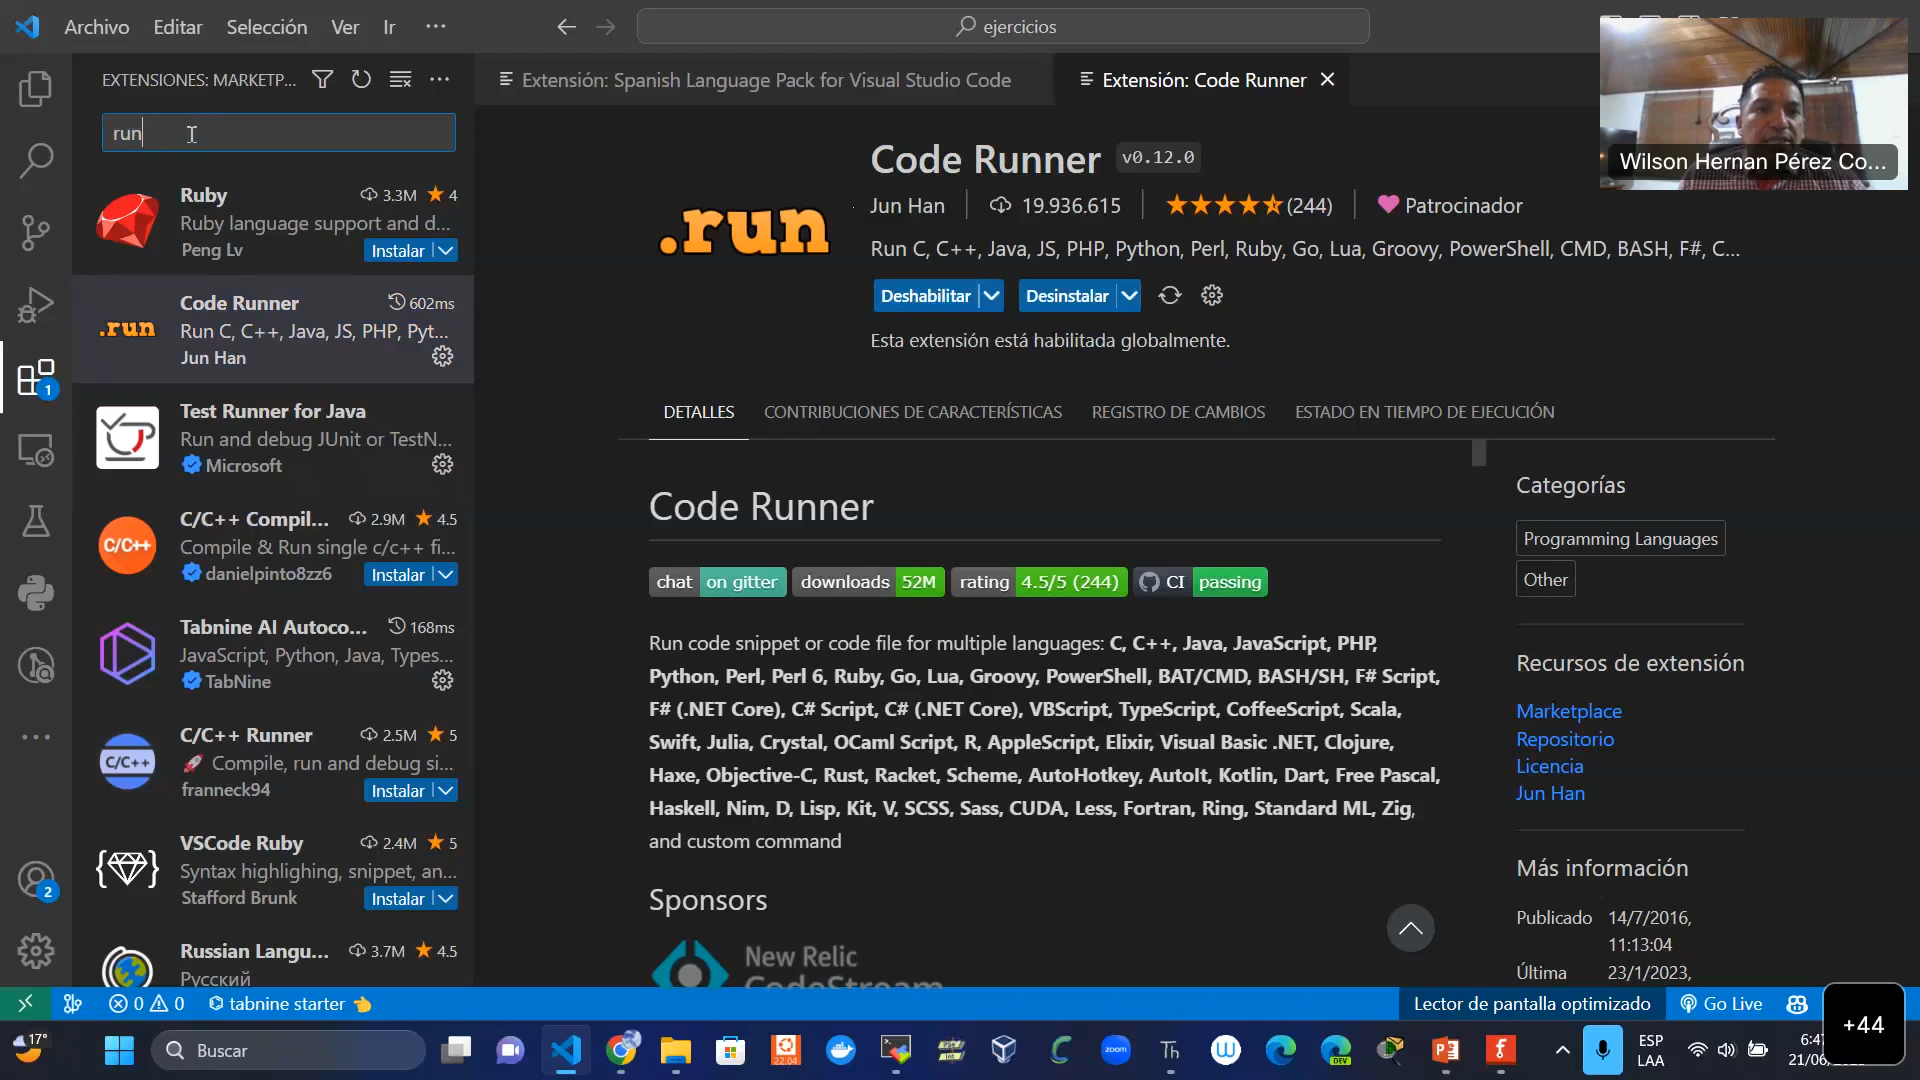 Archivo Editar Selección Ver Ir ···
ejercicios
Wilson Hernan Pérez Co...
EXTENSIONES: MARKETP...
run
Ruby 3.3M 4
Ruby language support and d...
Peng Lv Instalar
.run
Code Runner 602ms
Run C, C++, Java, JS, PHP, Pyt...
Jun Han
Test Runner for Java
Run and debug JUnit or TestN...
Microsoft
C/C++
C/C++ Compil... 2.9M 4.5
Compile & Run single c/c++ fi...
danielpinto8zz6 Instalar
Tabnine AI Autoco... 168ms
JavaScript, Python, Java, Types...
TabNine
C/C++
C/C++ Runner 2.5M 5
Compile, run and debug si...
franneck94 Instalar
VSCode Ruby 2.4M 5
Syntax highlighing, snippet, an...
Stafford Brunk Instalar
Russian Langu... 3.7M 4.5
Русский
1
2
Extensión: Spanish Language Pack for Visual Studio Code
Extensión: Code Runner
.run
Code Runner v0.12.0
Jun Han 19.936.615 (244) Patrocinador
Run C, C++, Java, JS, PHP, Python, Perl, Ruby, Go, Lua, Groovy, PowerShell, CMD, BASH, F#, C...
Deshabilitar Desinstalar
Esta extensión está habilitada globalmente.
DETALLES CONTRIBUCIONES DE CARACTERÍSTICAS REGISTRO DE CAMBIOS ESTADO EN TIEMPO DE EJECUCIÓN
Code Runner
chat on gitter downloads 52M rating 4.5/5 (244) CI passing
Run code snippet or code file for multiple languages: C, C++, Java, JavaScript, PHP,
Python, Perl, Perl 6, Ruby, Go, Lua, Groovy, PowerShell, BAT/CMD, BASH/SH, F# Script,
F# (.NET Core), C# Script, C# (.NET Core), VBScript, TypeScript, CoffeeScript, Scala,
Swift, Julia, Crystal, OCaml Script, R, AppleScript, Elixir, Visual Basic .NET, Clojure,
Haxe, Objective-C, Rust, Racket, Scheme, AutoHotkey, AutoIt, Kotlin, Dart, Free Pascal,
Haskell, Nim, D, Lisp, Kit, V, SCSS, Sass, CUDA, Less, Fortran, Ring, Standard ML, Zig,
and custom command
Sponsors
New Relic
CodeStream
Categorías
Programming Languages
Other
Recursos de extensión
Marketplace
Repositorio
Licencia
Jun Han
Más información
Publicado 14/7/2016,
11:13:04
Última 23/1/2023,
0 0 tabnine starter
Lector de pantalla optimizado Go Live
+44
17°
Buscar
22.04
zoom
Th
DEV
ESP
LAA
6:4
21/06